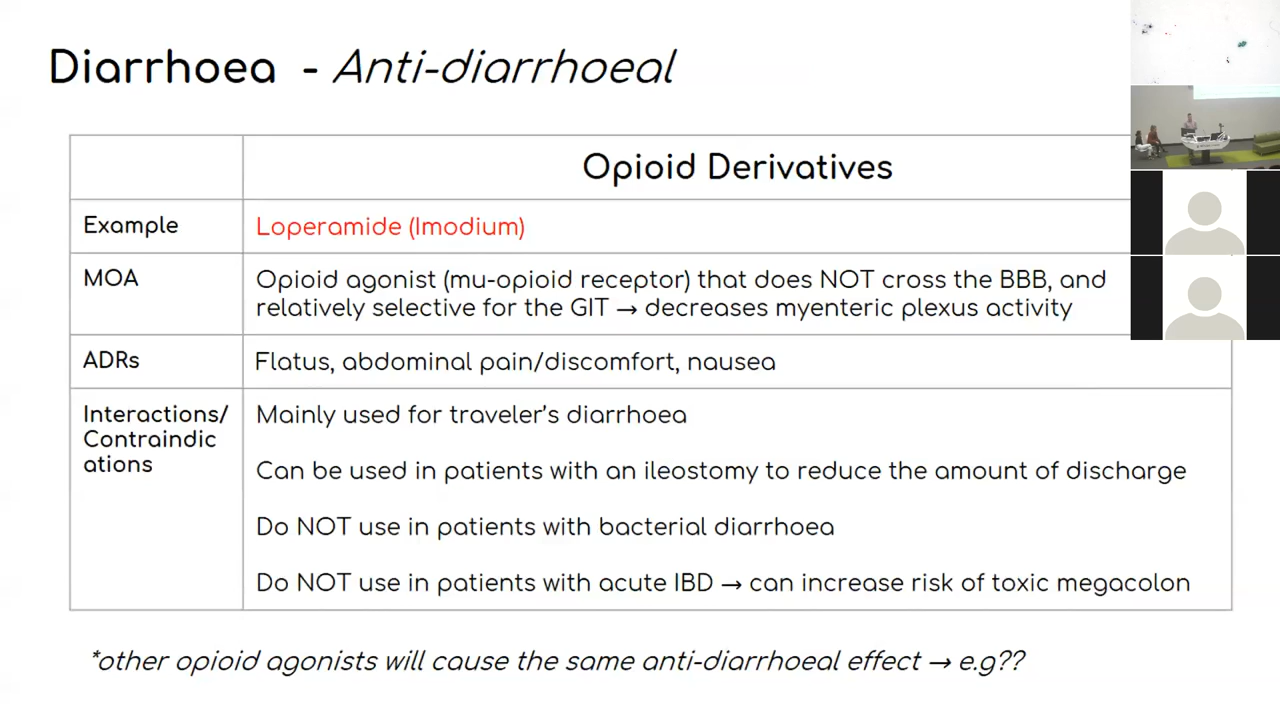 Diarrhoea - Anti-diarrhoeal
Opioid Derivatives
Example
Loperamide (Imodium)
MOA
Opioid agonist (mu-opioid receptor) that does NOT cross the BBB, and
relatively selective for the GIT → decreases myenteric plexus activity
ADRs
Flatus, abdominal pain/discomfort, nausea
Interactions/
Contraindic
ations
Mainly used for traveler’s diarrhoea
Can be used in patients with an ileostomy to reduce the amount of discharge
Do NOT use in patients with bacterial diarrhoea
Do NOT use in patients with acute IBD → can increase risk of toxic megacolon
*other opioid agonists will cause the same anti-diarrhoeal effect → e.g??